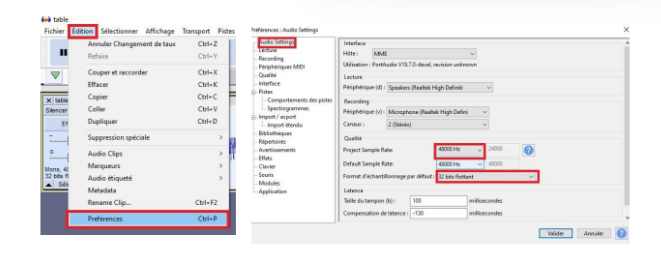 table
Fichier Edition Sélectionner Affichage Transport Pistes
Annuler Changement de taux Ctrl+Z
Refaire Ctrl+Y
Couper et raccorder Ctrl+X
Effacer Ctrl+K
Copier Ctrl+C
Coller Ctrl+V
Dupliquer Ctrl+D
Suppression spéciale >
Audio Clips >
Marqueurs >
Audio étiqueté >
Metadata
Rename Clip... Ctrl+F2
Preferences Ctrl+P
X table
Silencer
Ef
Mono, 48
32 bits fl
Sél
Préférences : Audio Settings
Audio Settings
Lecture
Recording
Périphériques MIDI
Qualité
Interface
Pistes
Comportements des pistes
Spectrogrammes
Import / export
Import étendu
Bibliothèques
Répertoires
Avertissements
Effets
Clavier
Souris
Modules
Application
Interface
Hôte : MME
Utilisation : PortAudio V19.7.0-devel, revision unknown
Lecture
Périphérique (d) : Speakers (Realtek High Definiti
Recording
Périphérique (v) : Microphone (Realtek High Defini
Canaux : 2 (Stéréo)
Qualité
Project Sample Rate: 48000 Hz 24000
Default Sample Rate: 48000 Hz 48000
Format d'échantillonnage par défaut : 32 bits flottant
Latence
Taille du tampon (b) : 100 millisecondes
Compensation de latence : -130 millisecondes
Valider Annuler ?